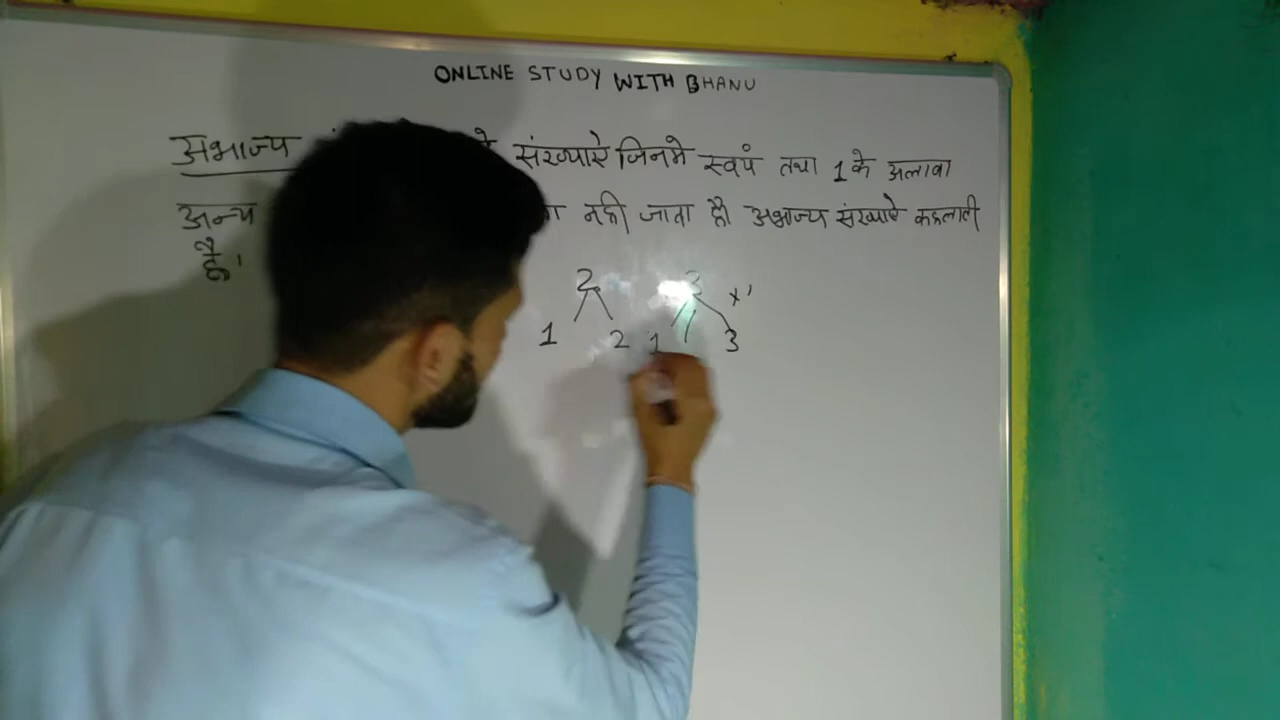 ONLINE STUDY WITH BHANU
अभाज्य संख्याऐ जिनमे स्वयं तथा 1 के अलावा
अन्य नही जाता है। अभाज्य संख्याऐ कहलाती
है।
2 3
1 2 1 3